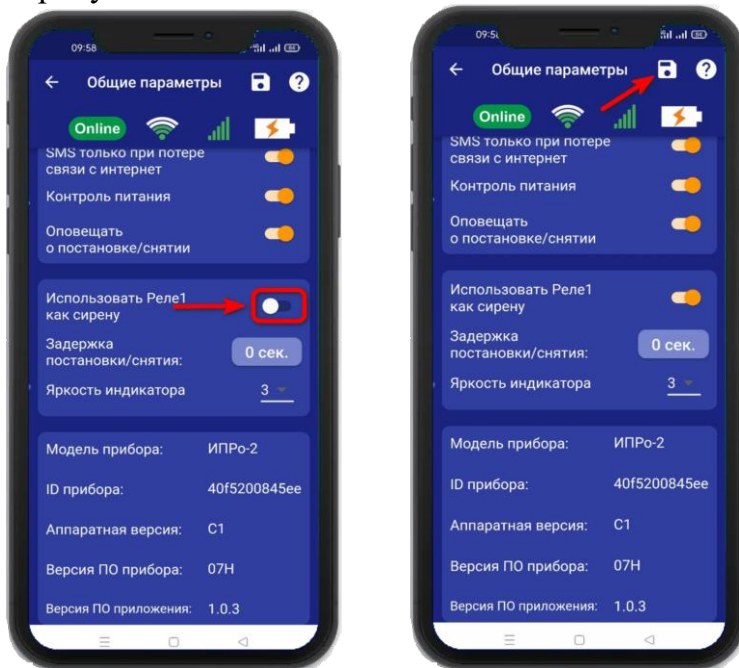 09:58
Общие параметры
Online
SMS только при потере
связи с интернет
Контроль питания
Оповещать
о постановке/снятии
Использовать Реле1
как сирену
Задержка
постановки/снятия:
0 сек.
Яркость индикатора
3
Модель прибора:
ИПРо-2
ID прибора:
40f5200845ee
Аппаратная версия:
C1
Версия ПО прибора:
07H
Версия ПО приложения:
1.0.3
Общие параметры
Online
SMS только при потере
связи с интернет
Контроль питания
Оповещать
о постановке/снятии
Использовать Реле1
как сирену
Задержка
постановки/снятия:
0 сек.
Яркость индикатора
3
Модель прибора:
ИПРо-2
ID прибора:
40f5200845ee
Аппаратная версия:
C1
Версия ПО прибора:
07H
Версия ПО приложения:
1.0.3